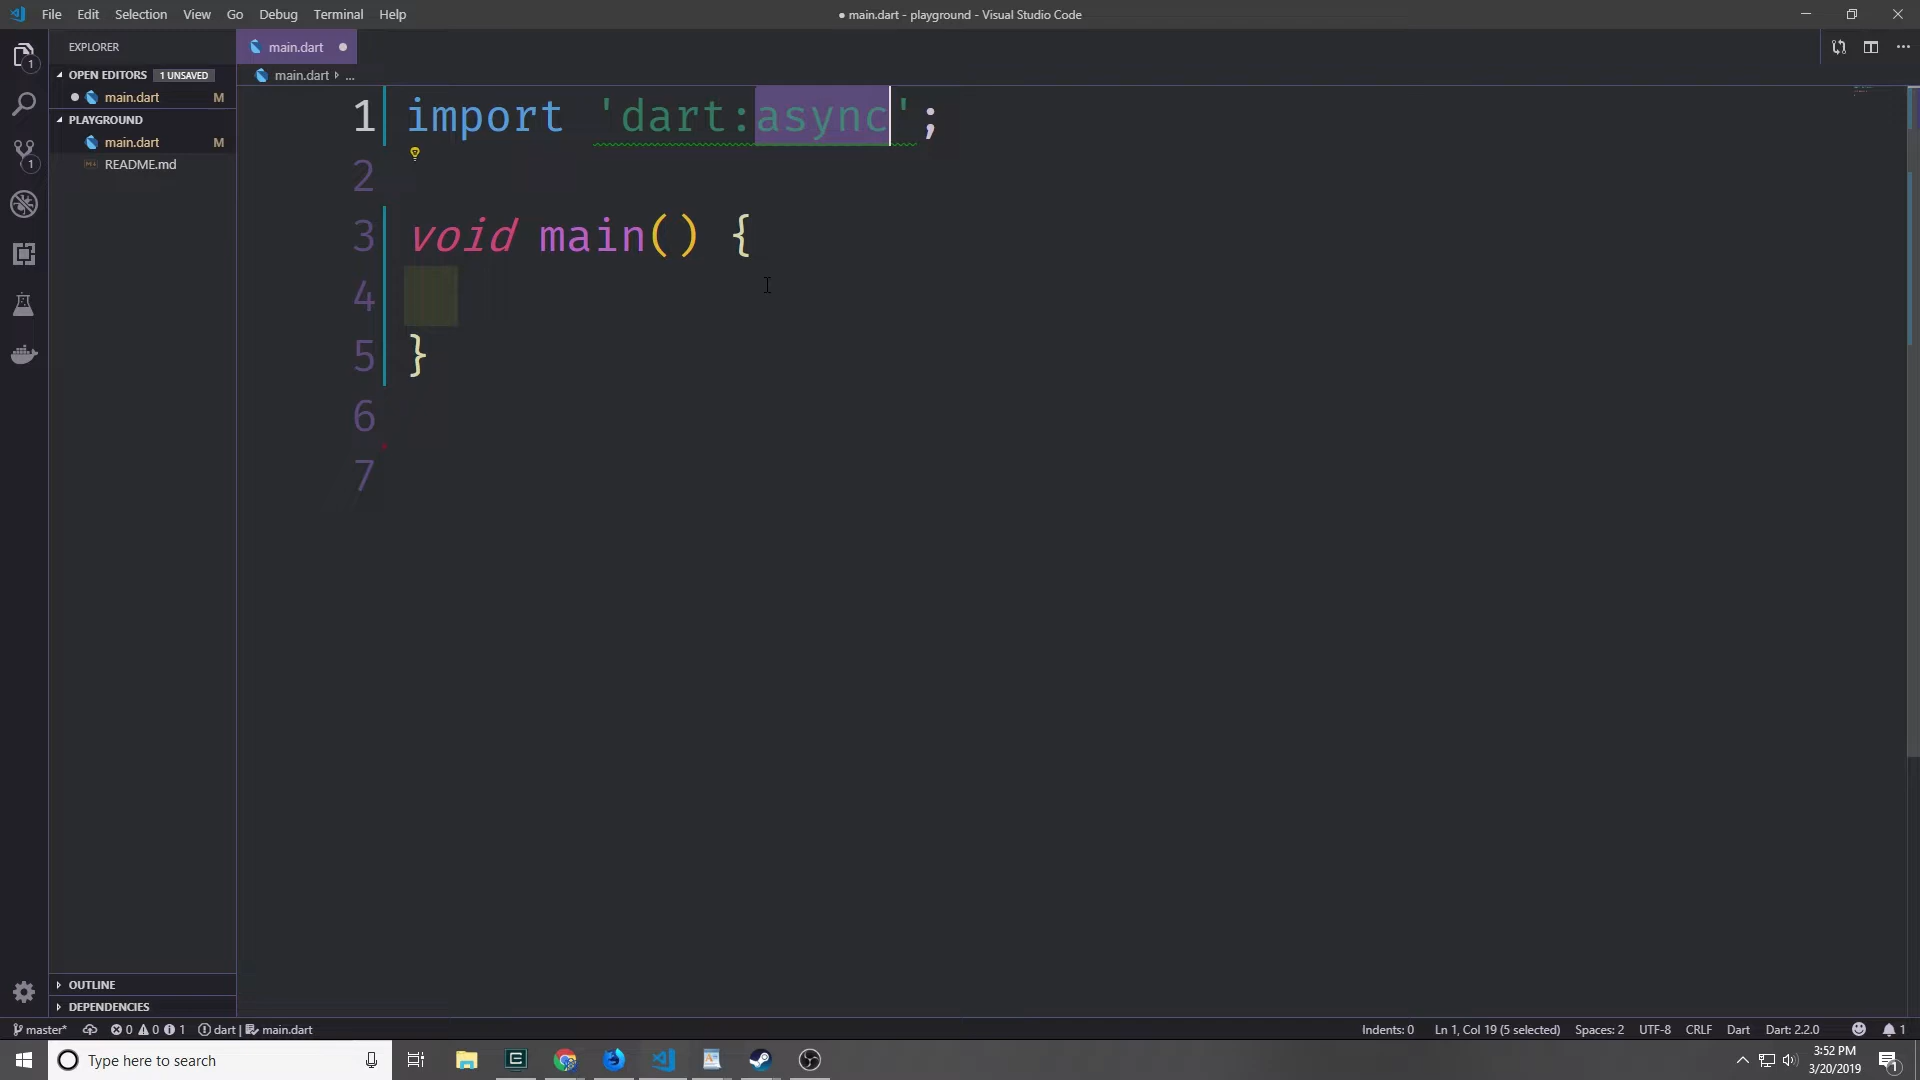 File Edit Selection View Go Debug Terminal Help
● main.dart - playground - Visual Studio Code
EXPLORER
main.dart
OPEN EDITORS 1 UNSAVED
main.dart > ...
main.dart M
PLAYGROUND
main.dart M
README.md
1 import 'dart:async';
2
3 void main() {
4
5 }
6
7
1
1
OUTLINE
DEPENDENCIES
master* 0 0 1 dart | main.dart
Indents: 0 Ln 1, Col 19 (5 selected) Spaces: 2 UTF-8 CRLF Dart Dart: 2.2.0 1
Type here to search
3:52 PM
3/20/2019
1